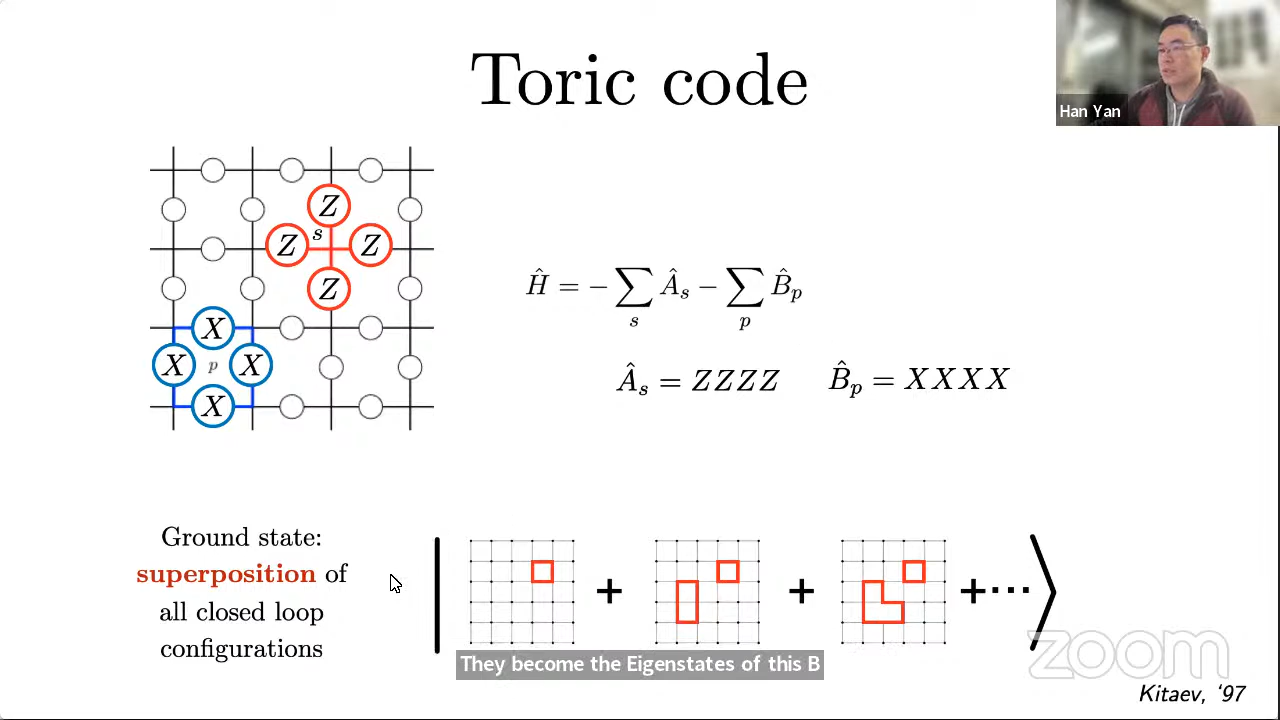 Toric code
Han Yan
Z
s
Z Z
Z
X
X p X
X
Ĥ = − ∑ₛ Âₛ − ∑ₚ B̂ₚ
Âₛ = ZZZZ B̂ₚ = XXXX
Ground state:
superposition of
all closed loop
configurations
| + + +⋯⟩
They become the Eigenstates of this B
zoom
Kitaev, ‘97